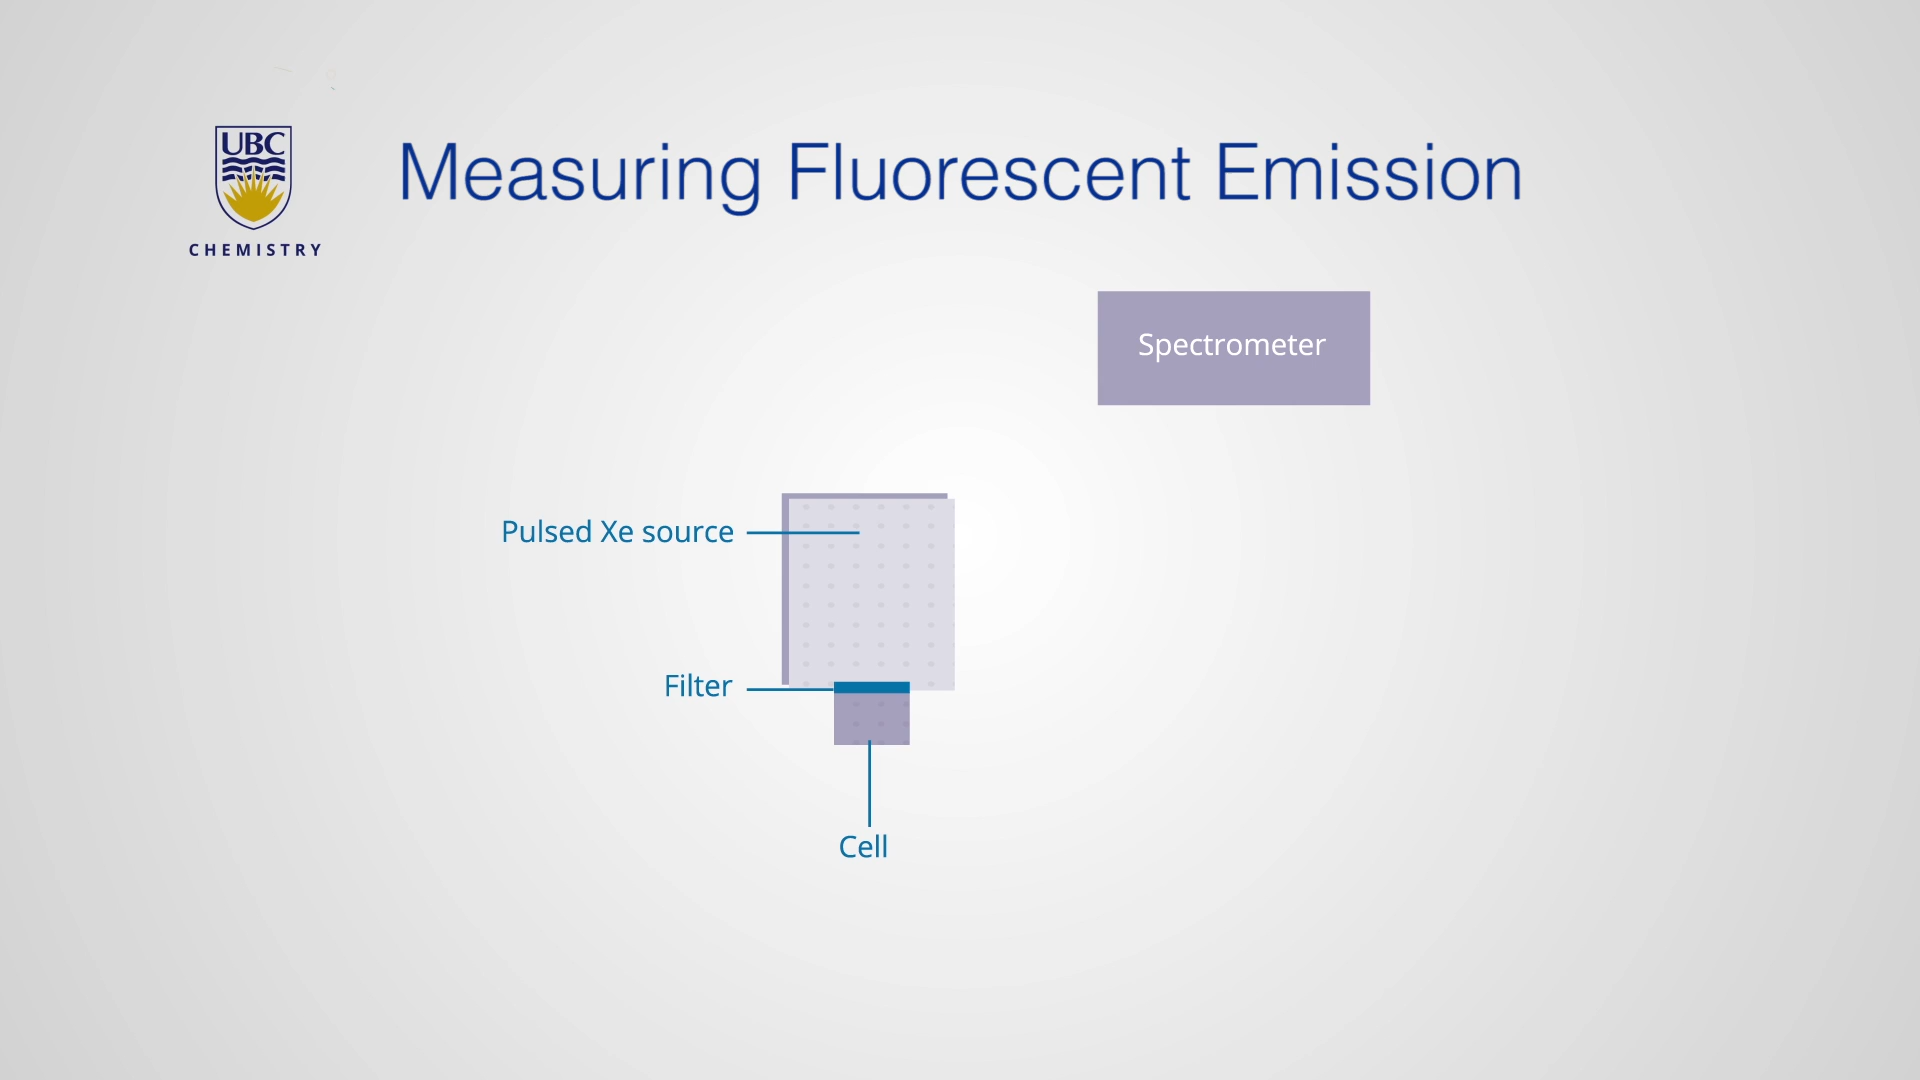 UBC
CHEMISTRY
Measuring Fluorescent Emission
Spectrometer
Pulsed Xe source
Filter
Cell